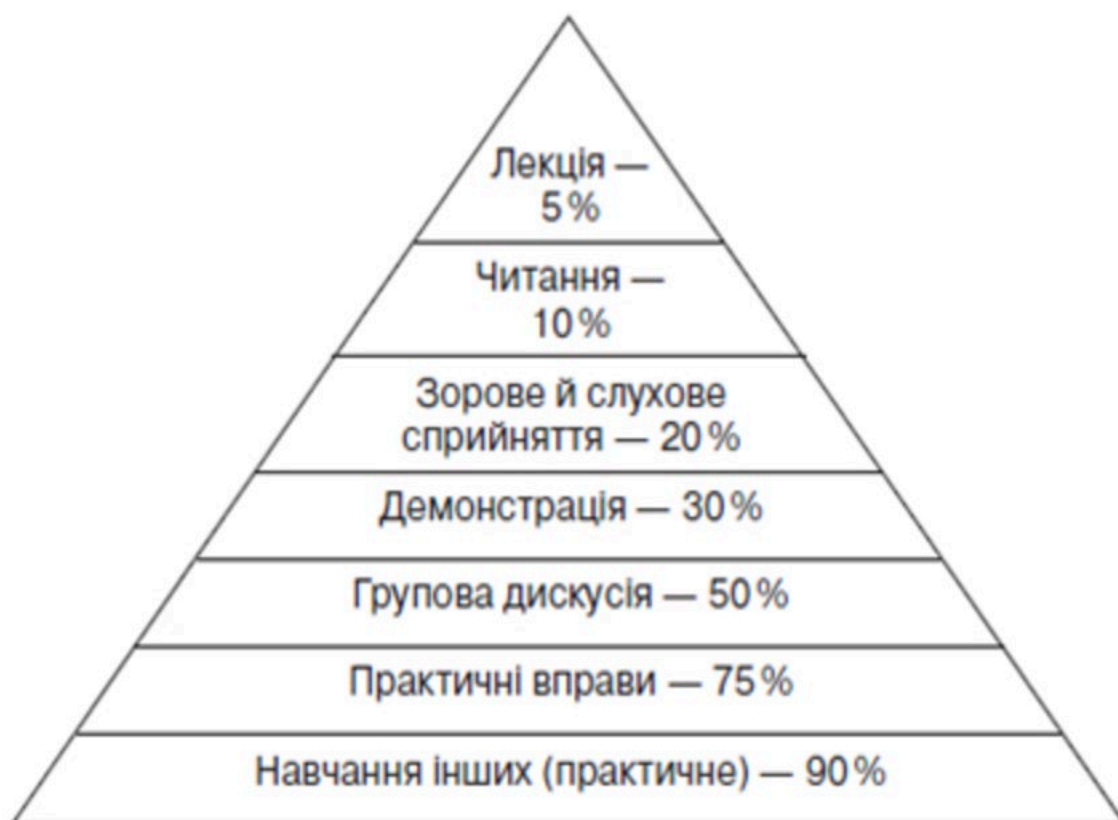 Лекція —
5 %
Читання —
10 %
Зорове й слухове
сприйняття — 20 %
Демонстрація — 30 %
Групова дискусія — 50 %
Практичні вправи — 75 %
Навчання інших (практичне) — 90 %